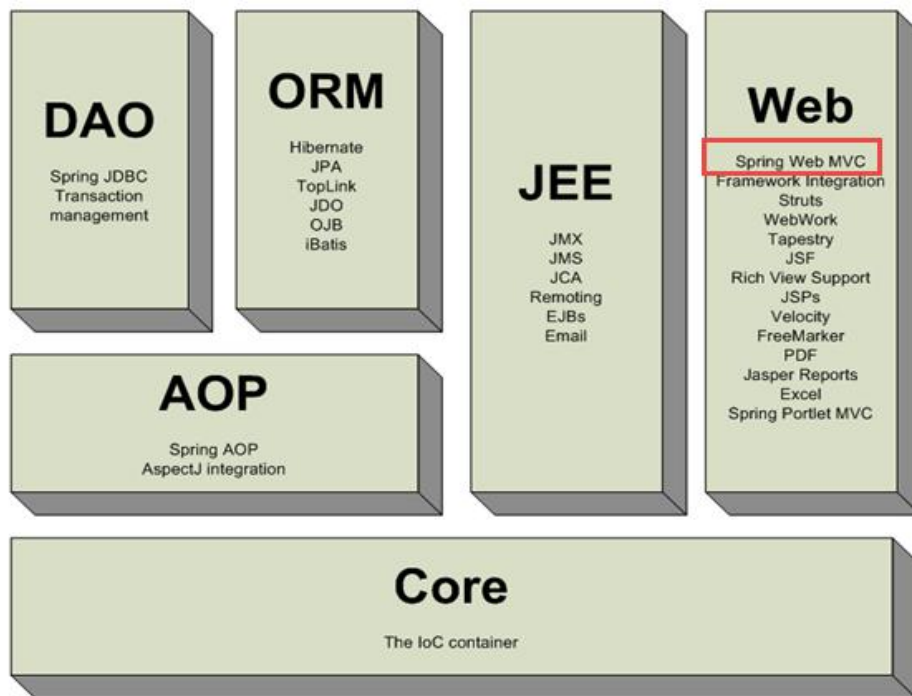 DAO
Spring JDBC
Transaction
management
ORM
Hibernate
JPA
TopLink
JDO
OJB
iBatis
JEE
JMX
JMS
JCA
Remoting
EJBs
Email
Web
Spring Web MVC
Framework Integration
Struts
WebWork
Tapestry
JSF
Rich View Support
JSPs
Velocity
FreeMarker
PDF
Jasper Reports
Excel
Spring Portlet MVC
AOP
Spring AOP
AspectJ integration
Core
The IoC container